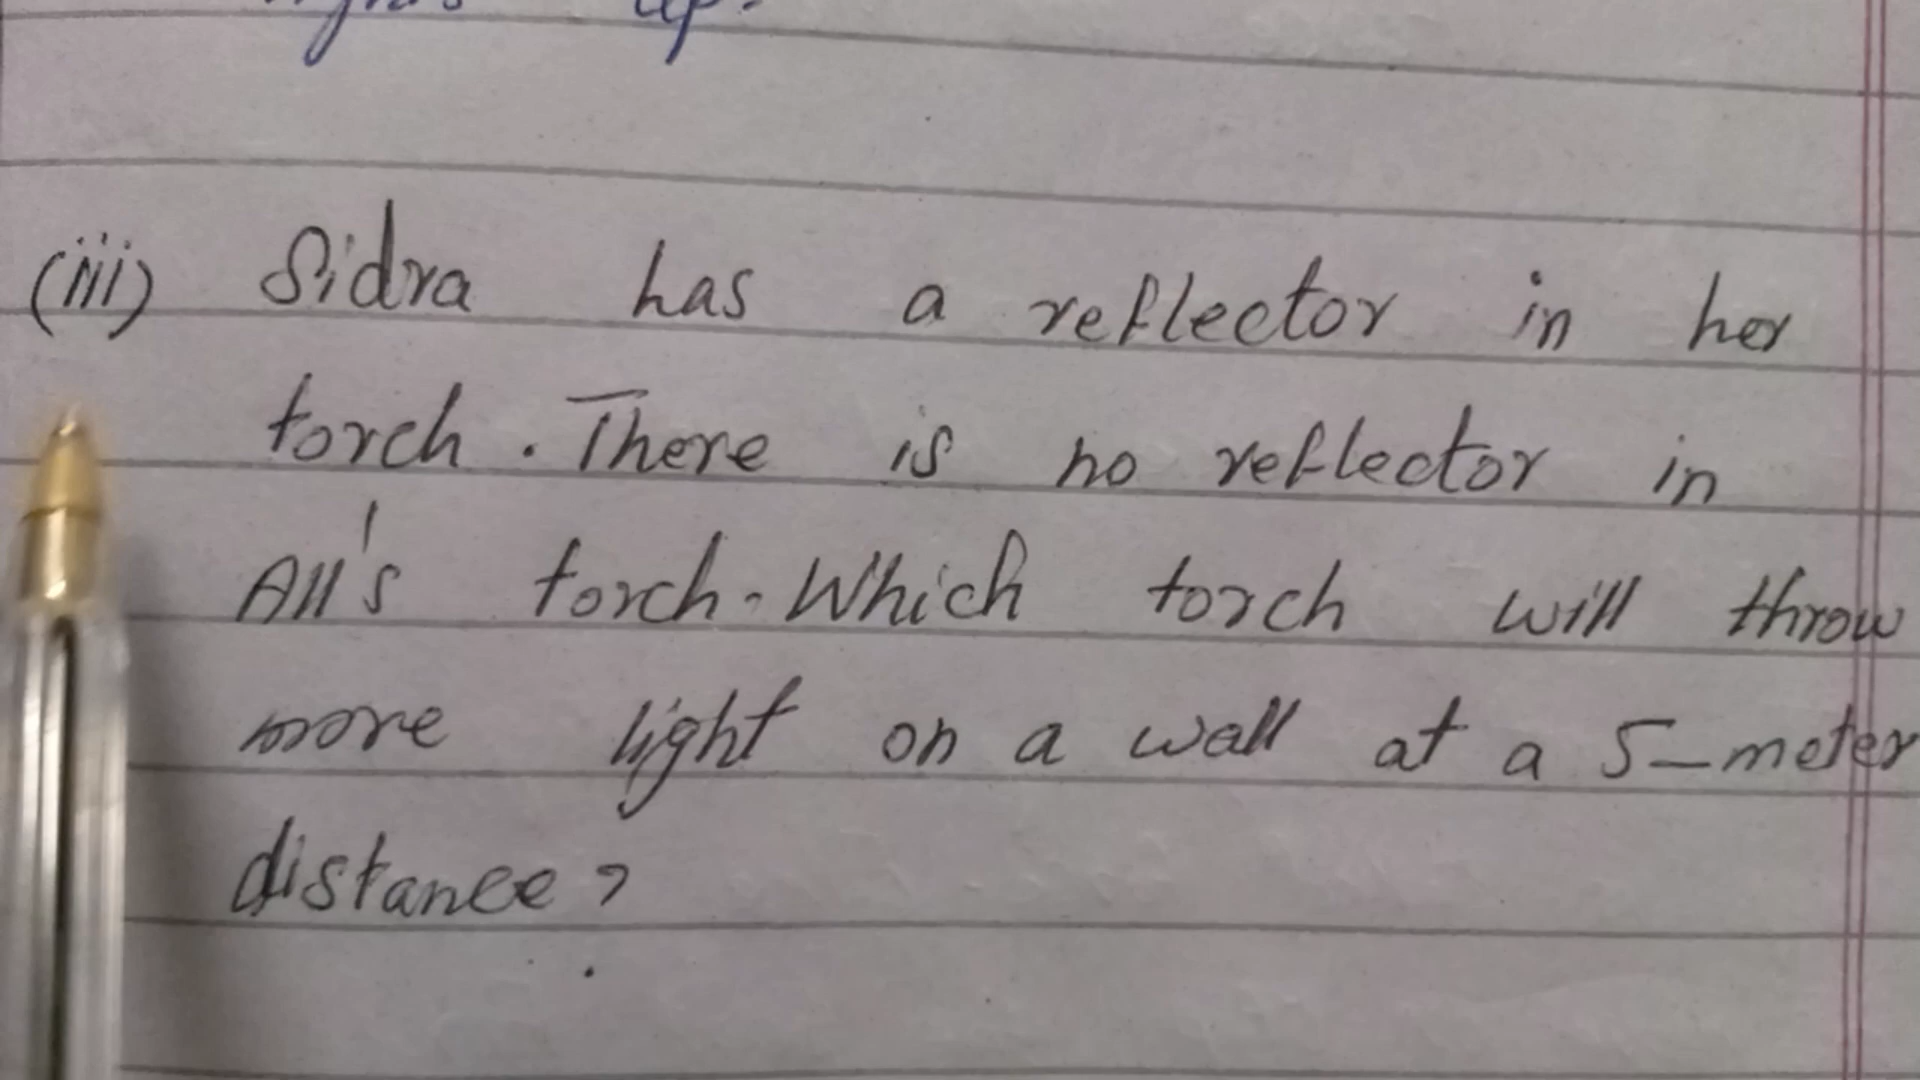 (iii) Sidra has a reflector in her
torch. There is no reflector in
Ali's torch. Which torch will throw
more light on a wall at a 5-meter
distance?